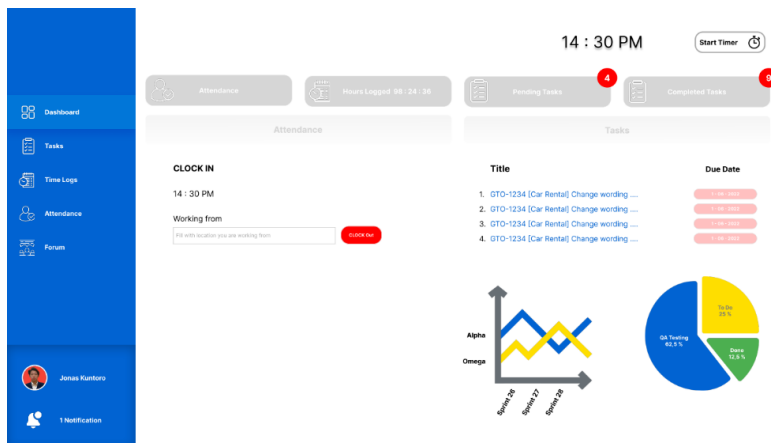 14 : 30 PM
Start Timer
Attendance
Hours Logged 98 : 24 : 36
4
Pending Tasks
9
Completed Tasks
Dashboard
Tasks
Time Logs
Attendance
Forum
Jonas Kuntoro
1 Notification
Attendance
CLOCK IN
14 : 30 PM
Working from
Fill with location you are working from
CLOCK Out
Tasks
Title
Due Date
1. GTO-1234 [Car Rental] Change wording ....
2. GTO-1234 [Car Rental] Change wording ....
3. GTO-1234 [Car Rental] Change wording ....
4. GTO-1234 [Car Rental] Change wording ....
Alpha
Omega
Sprint 26
Sprint 27
Sprint 28
To Do
25 %
QA Testing
62,5 %
Done
12,5 %